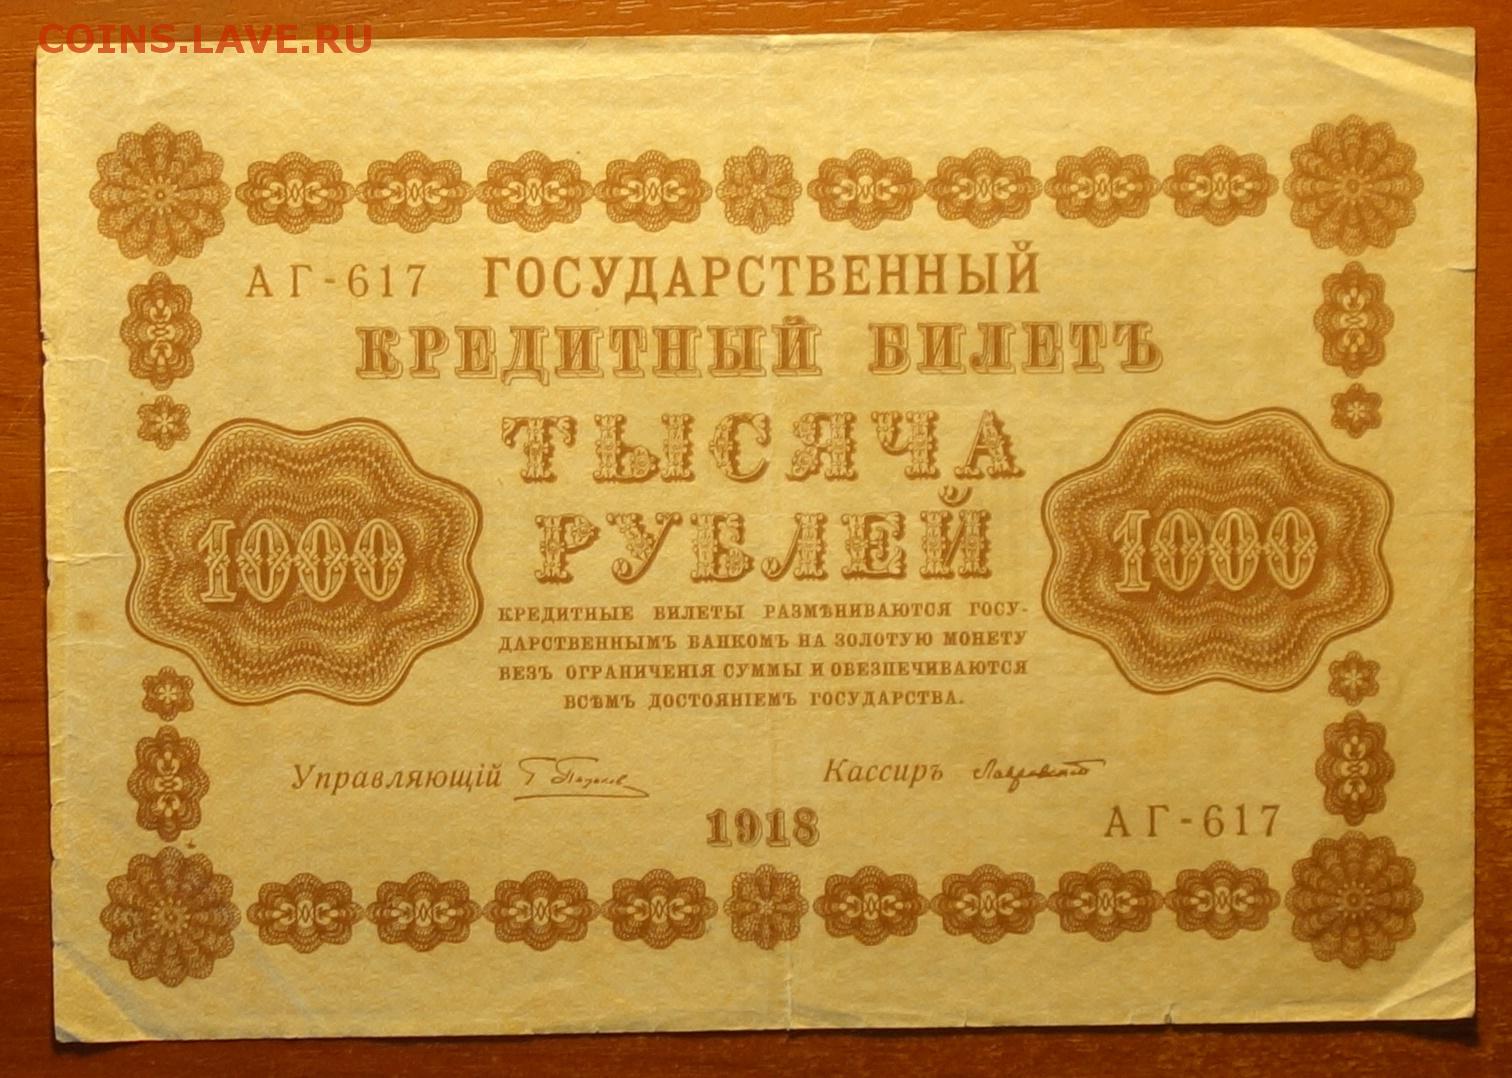 COINS.LAVE.RU
АГ-617 ГОСУДАРСТВЕННЫЙ
КРЕДИТНЫЙ БИЛЕТЪ
ТЫСЯЧА
РУБЛЕЙ
1000 1000
КРЕДИТНЫЕ БИЛЕТЫ РАЗМѢНИВАЮТСЯ ГОСУ-
ДАРСТВЕННЫМЪ БАНКОМЪ НА ЗОЛОТУЮ МОНЕТУ
БЕЗЪ ОГРАНИЧЕНІЯ СУММЫ И ОБЕЗПЕЧИВАЮТСЯ
ВСѢМЪ ДОСТОЯНІЕМЪ ГОСУДАРСТВА.
Управляющій Кассиръ
1918
АГ-617